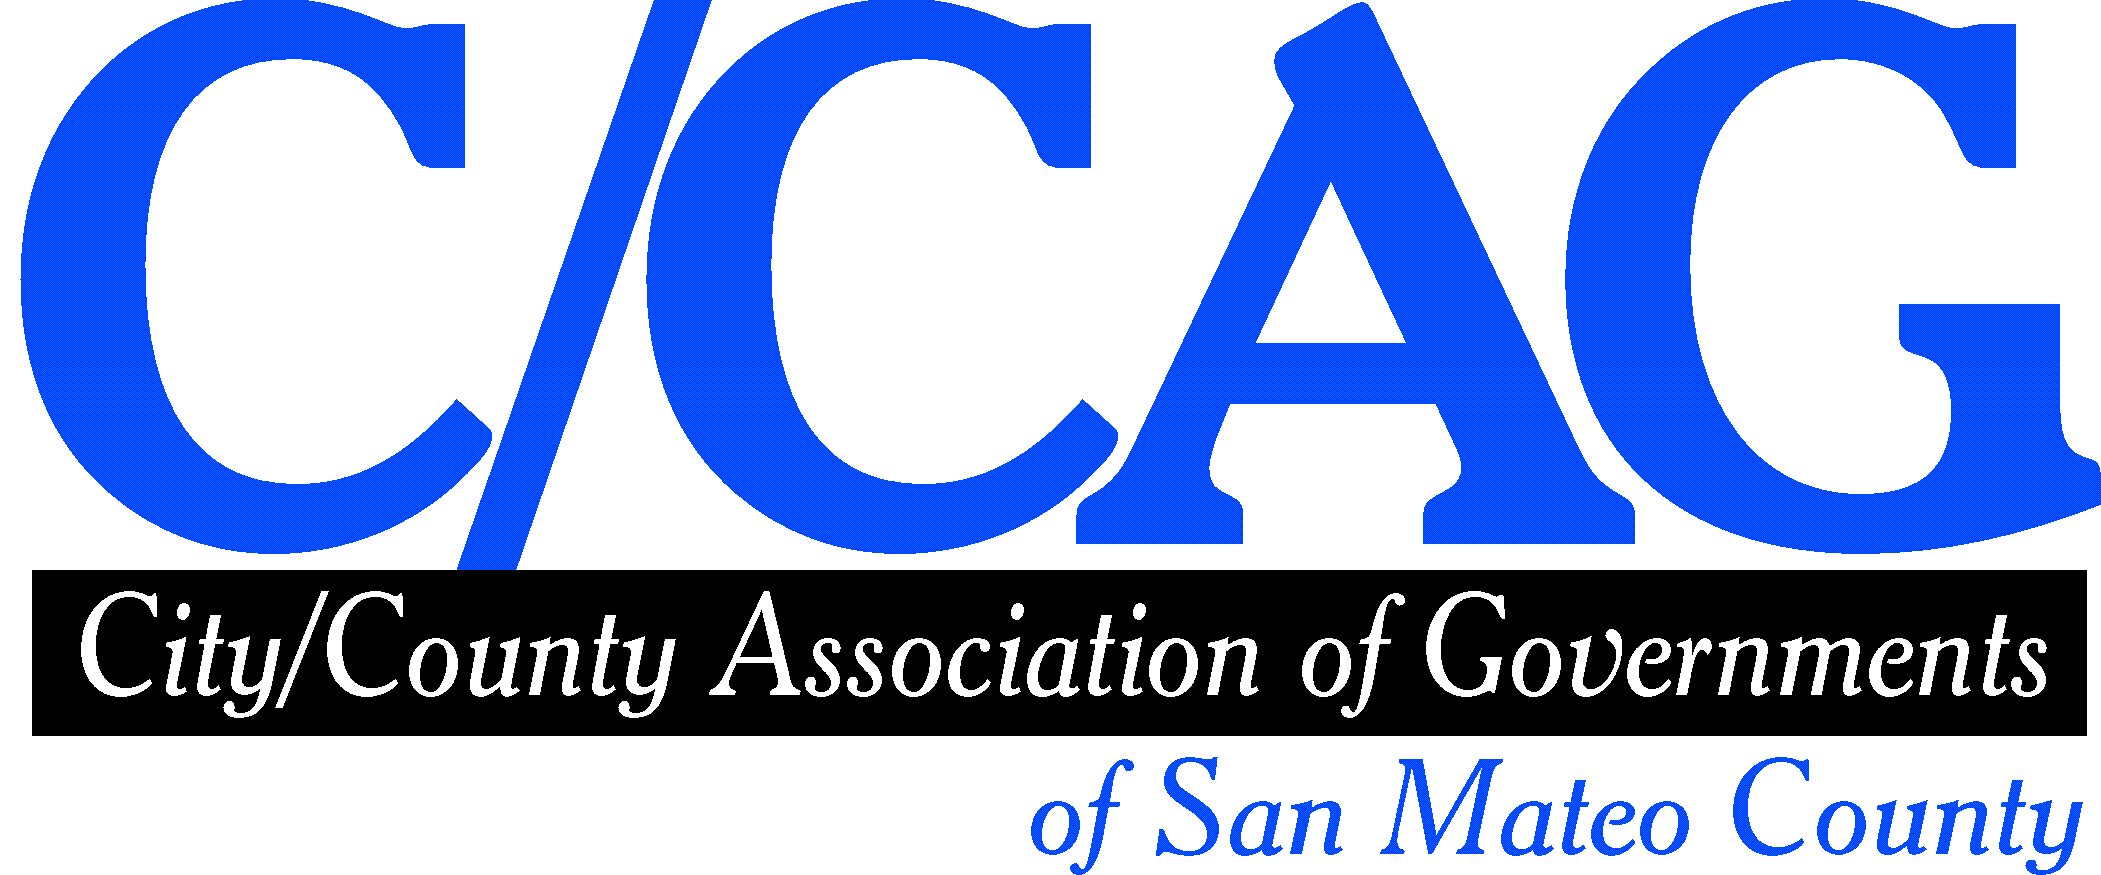 C/CAG
City/County Association of Governments
of San Mateo County